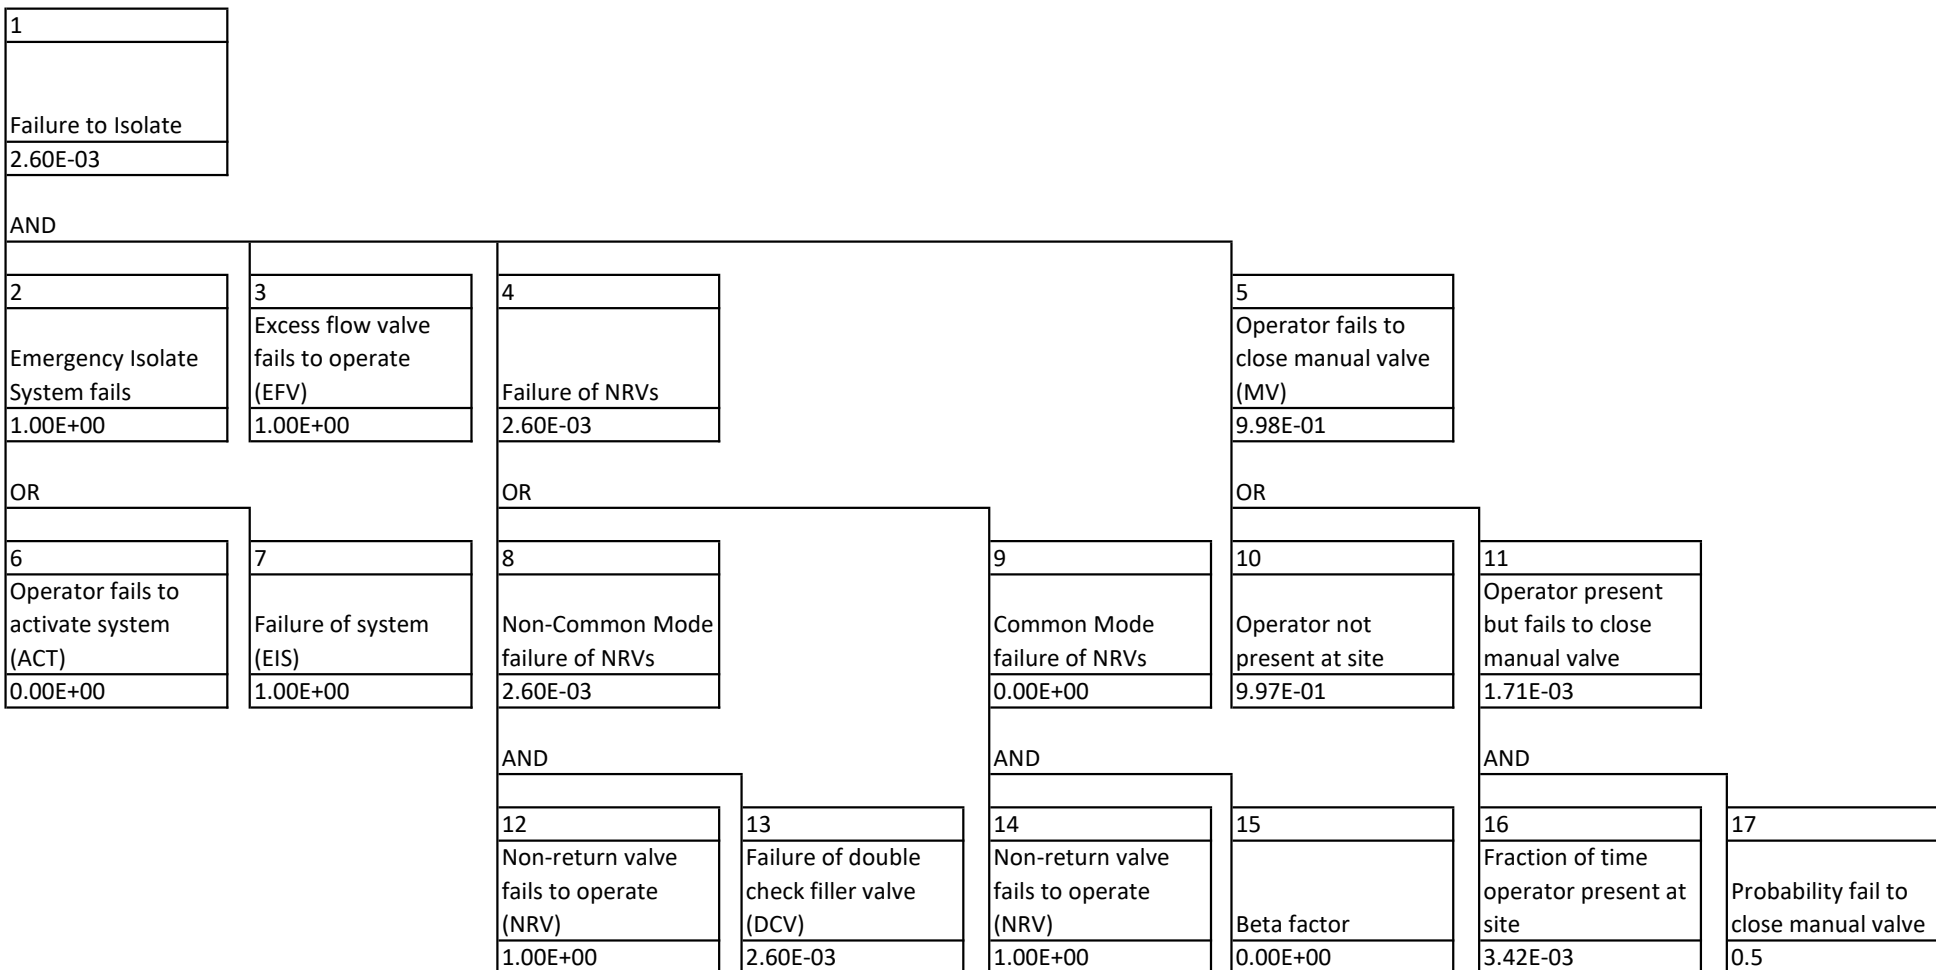 1
Failure to Isolate
2.60E-03
AND
2
Emergency Isolate
System fails
1.00E+00
3
Excess flow valve
fails to operate
(EFV)
1.00E+00
4
Failure of NRVs
2.60E-03
5
Operator fails to
close manual valve
(MV)
9.98E-01
OR
OR
OR
6
Operator fails to
activate system
(ACT)
0.00E+00
7
Failure of system
(EIS)
1.00E+00
8
Non-Common Mode
failure of NRVs
2.60E-03
9
Common Mode
failure of NRVs
0.00E+00
10
Operator not
present at site
9.97E-01
11
Operator present
but fails to close
manual valve
1.71E-03
AND
AND
AND
12
Non-return valve
fails to operate
(NRV)
1.00E+00
13
Failure of double
check filler valve
(DCV)
2.60E-03
14
Non-return valve
fails to operate
(NRV)
1.00E+00
15
Beta factor
0.00E+00
16
Fraction of time
operator present at
site
3.42E-03
17
Probability fail to
close manual valve
0.5